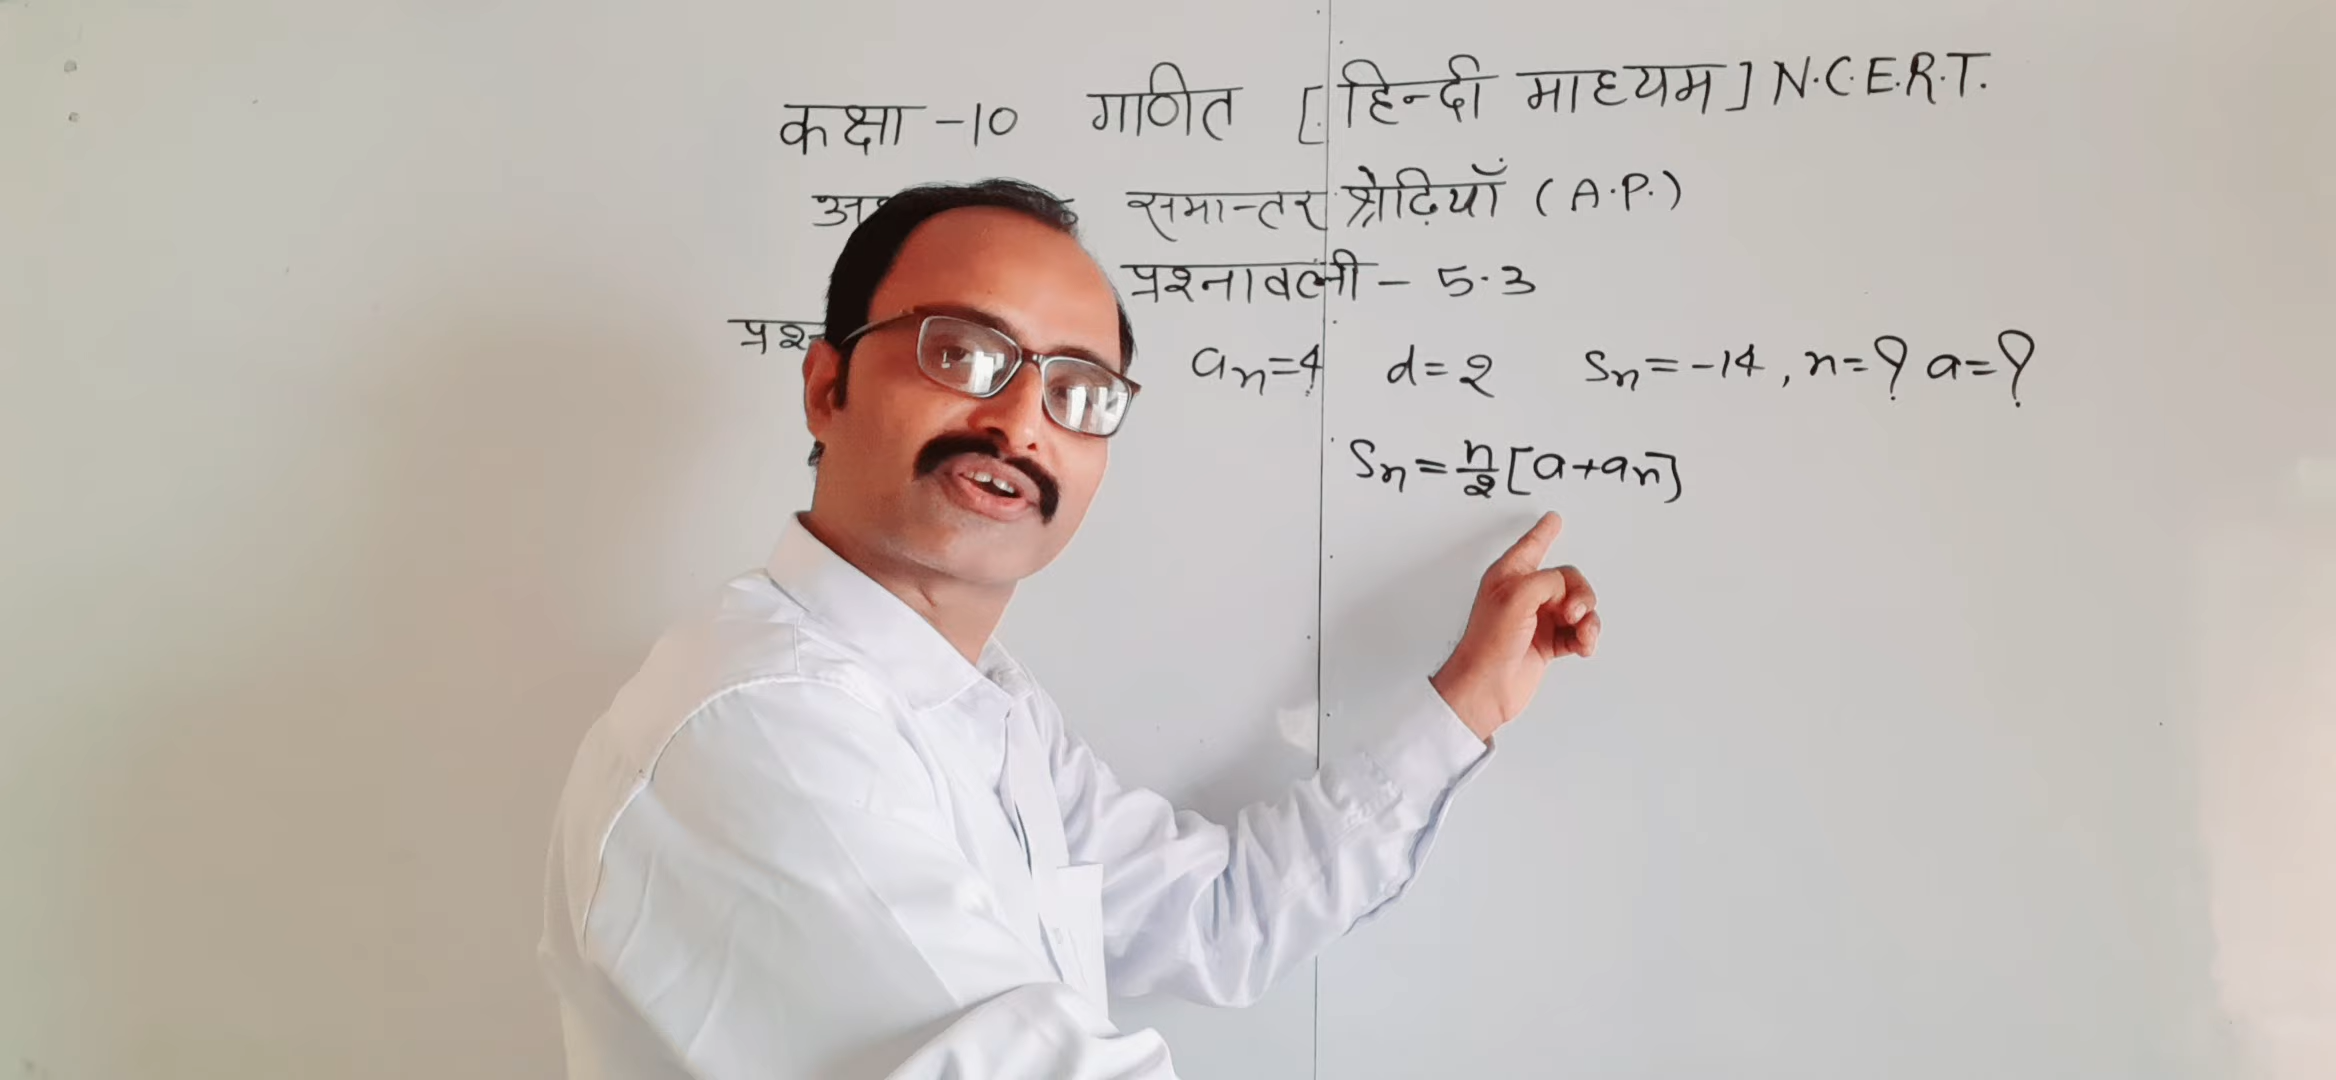 कक्षा -10 गणित [हिन्दी माध्यम] N.C.E.R.T.
समान्तर श्रेढ़ियाँ (A.P.)
प्रश्नावली - 5.3
an=4 d=2 Sn=-14, n=? a=?
Sn=n/2[a+an]